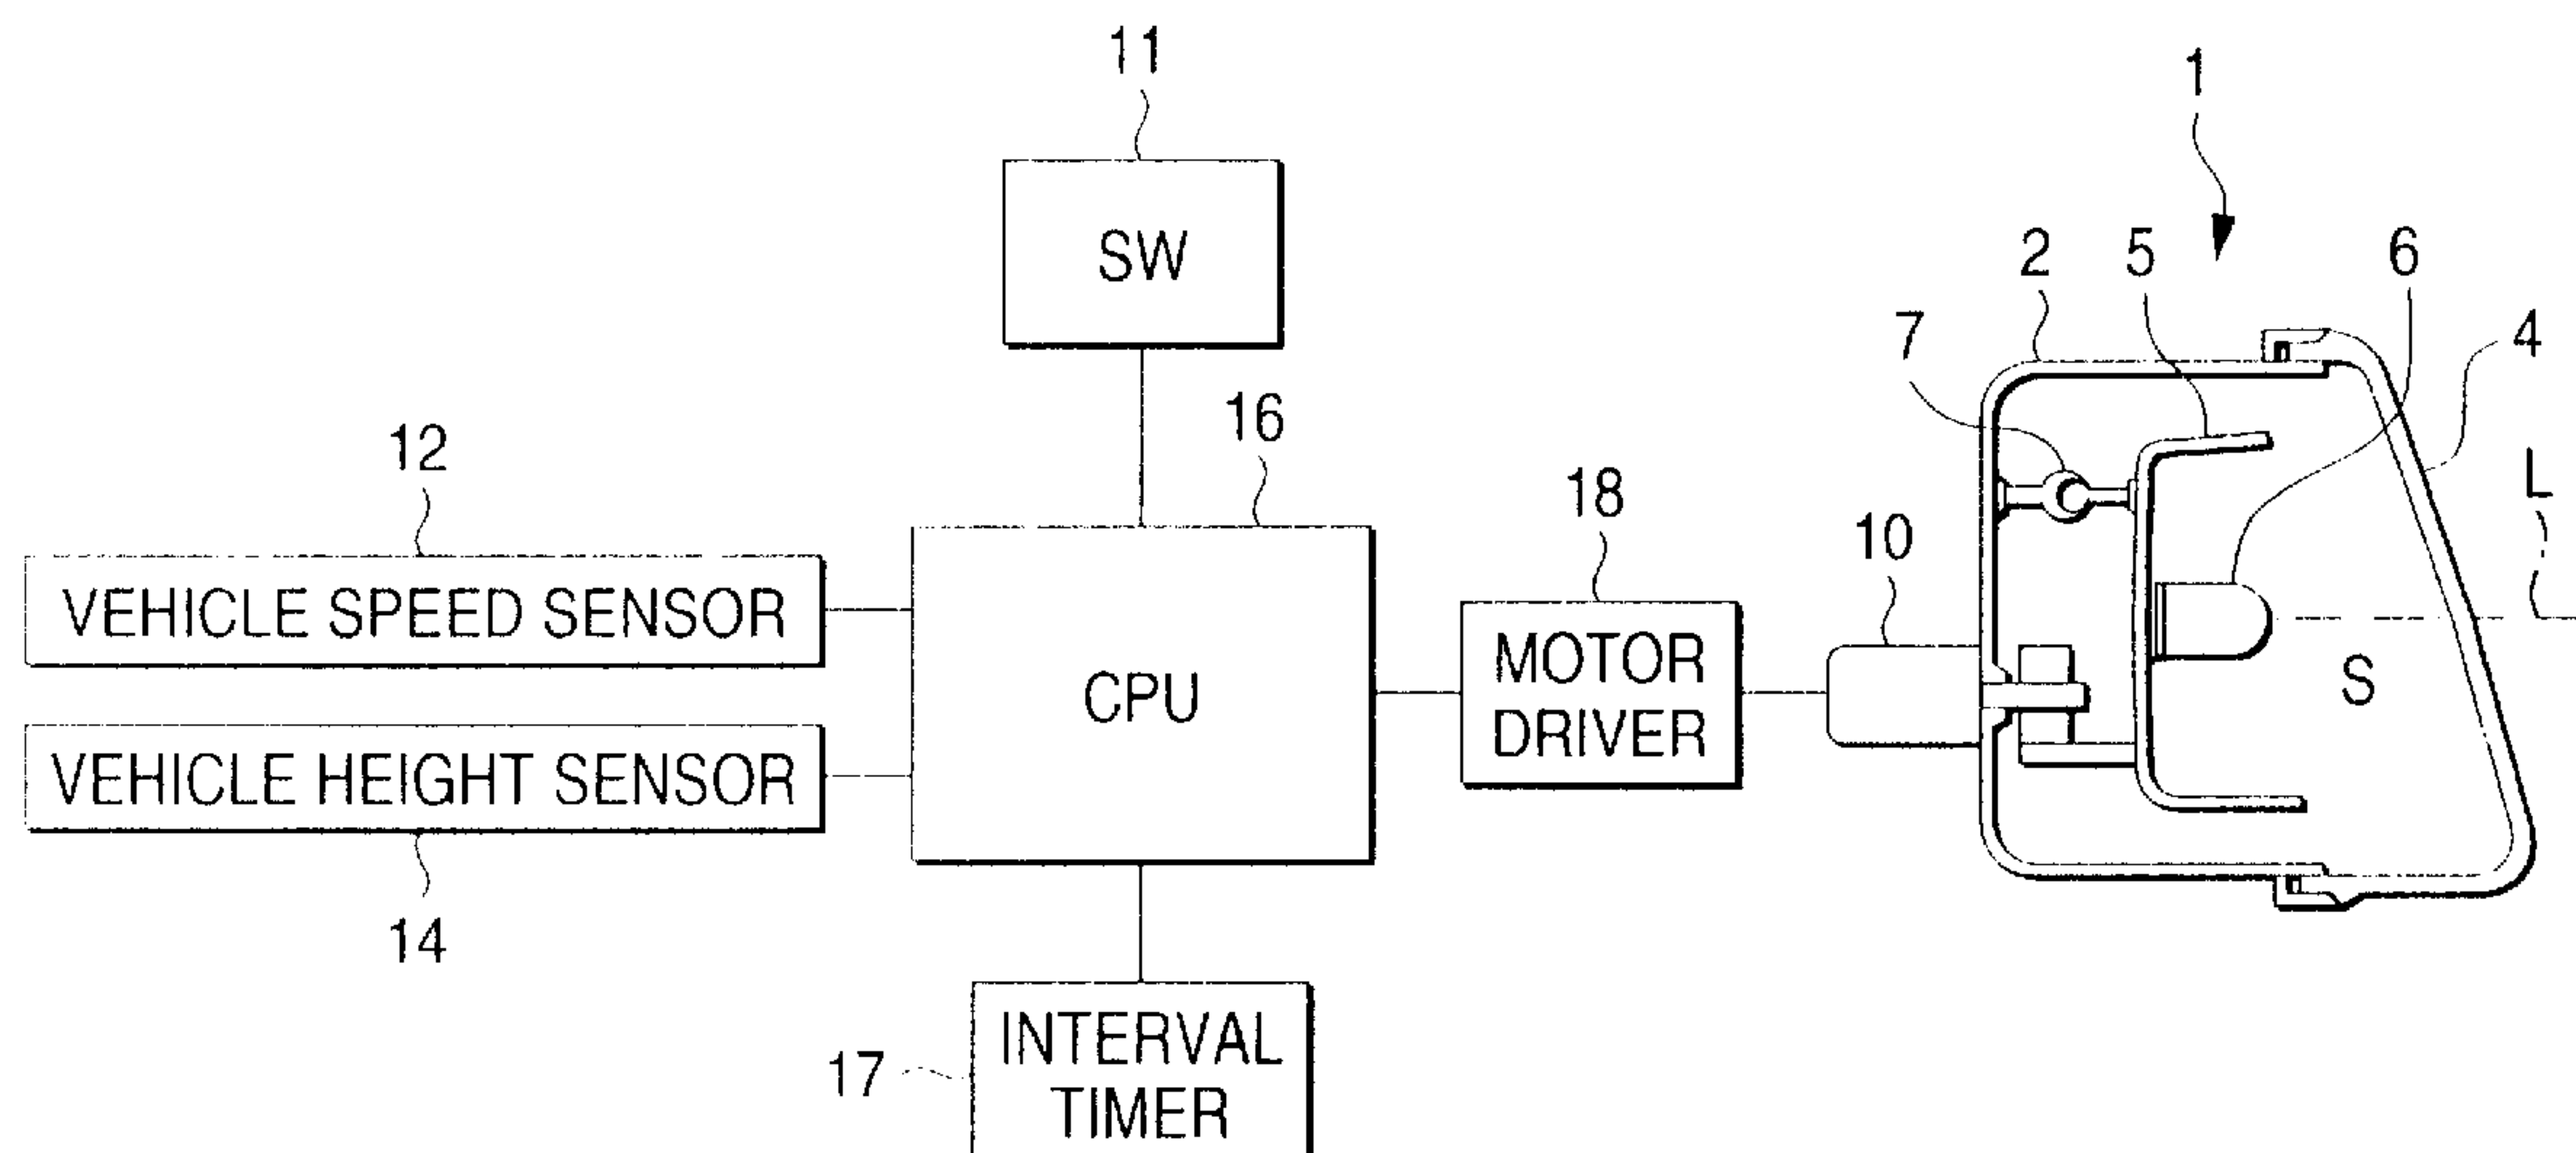 11
1
SW
2
5
6
7
4
16
12
18
L
10
VEHICLE SPEED SENSOR
MOTOR
DRIVER
CPU
S
VEHICLE HEIGHT SENSOR
14
17
INTERVAL
TIMER